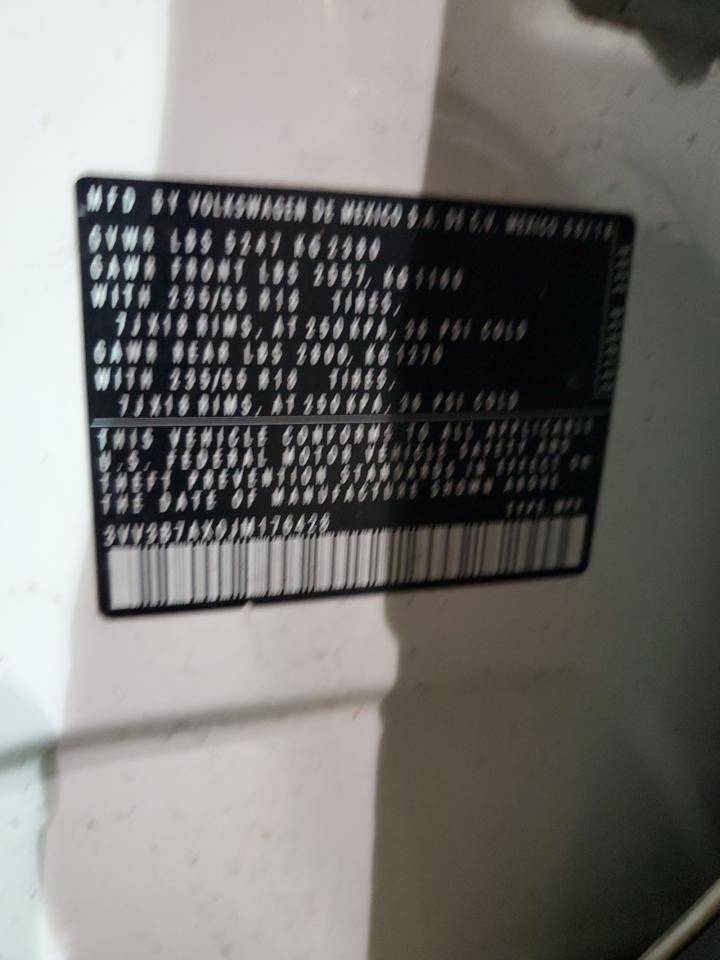 MFD BY VOLKSWAGEN DE MEXICO S.A. DE C.V. MEXICO
GVWR LBS 5247 KG 2380
GAWR FRONT LBS 2557, KG 1160
WITH 235/55 R18 TIRES,
7JX18 RIMS, AT 250 KPA, 36 PSI COLD
GAWR REAR LBS 2800, KG 1270
WITH 235/55 R18 TIRES,
7JX18 RIMS, AT 250 KPA, 36 PSI COLD
THIS VEHICLE CONFORMS TO ALL APPLICABLE
U.S. FEDERAL MOTOR VEHICLE SAFETY AND
THEFT PREVENTION STANDARDS IN EFFECT ON
THE DATE OF MANUFACTURE SHOWN ABOVE
TYPE: MPV